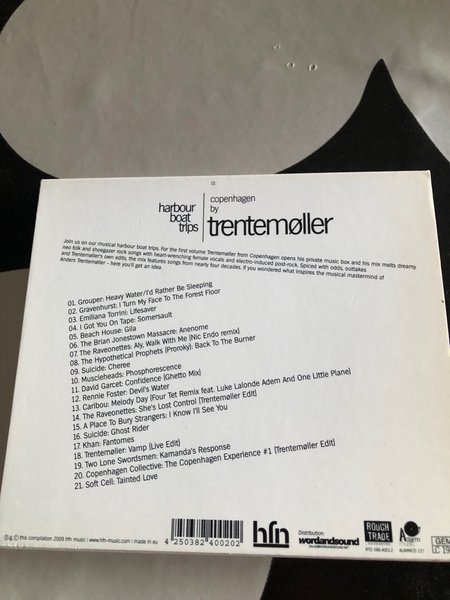 01
harbour
boat
trips
copenhagen
by
trentemøller
Join us on our musical harbour boat trips. For the first volume Trentemøller from Copenhagen opens his private music box and his mix melts dreamy
neo folk and shoegazer rock songs with heart-wrenching female vocals and electro-induced post-rock. Spiced with odds, outtakes
and Trentemøller's own edits, the mix features songs from nearly four decades. If you wondered what inspires the musical mastermind of
Anders Trentemøller - here you'll get an idea.
01. Grouper: Heavy Water/I'd Rather Be Sleeping
02. Gravenhurst: I Turn My Face To The Forest Floor
03. Emiliana Torrini: Lifesaver
04. I Got You On Tape: Somersault
05. Beach House: Gila
06. The Brian Jonestown Massacre: Anenome
07. The Raveonettes: Aly, Walk With Me (Nic Endo remix)
08. The Hypothetical Prophets (Proroky): Back To The Burner
09. Suicide: Cheree
10. Muscleheads: Phosphorescence
11. David Garcet: Confidence (Ghetto Mix)
12. Rennie Foster: Devil's Water
13. Caribou: Melody Day (Four Tet Remix feat. Luke Lalonde Adem And One Little Plane)
14. The Raveonettes: She's Lost Control (Trentemøller Edit)
15. A Place To Bury Strangers: I Know I'll See You
16. Suicide: Ghost Rider
17. Khan: Fantomes
18. Trentemøller: Vamp (Live Edit)
19. Two Lone Swordsmen: Kamanda's Response
20. Copenhagen Collective: The Copenhagen Experience #1 (Trentemøller Edit)
21. Soft Cell: Tainted Love
℗ & © this compilation 2009 hfn music | www.hfn-music.com | made in eu
4 250382 400202
hfn
Distribution
wordandsound
ROUGH
TRADE
RTD 586.4003.2
Alarm
ALARMCD 117
GEM
LC 19